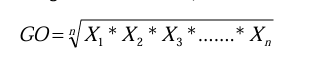 GO = ⁿ√X₁ * X₂ * X₃ * ....... * Xₙ